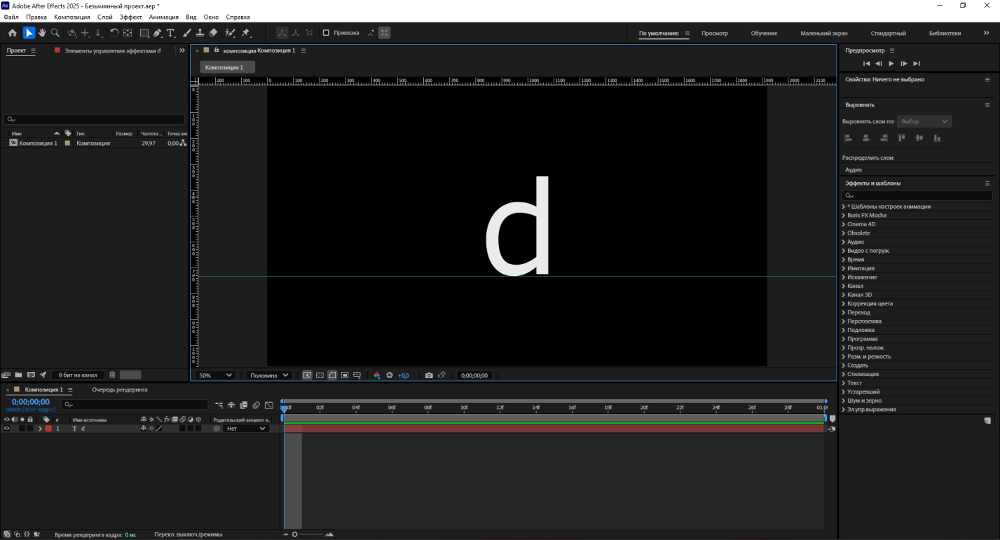 Adobe After Effects 2025 - Безымянный проект.aep *
Файл Правка Композиция Слой Эффект Анимация Вид Окно Справка
Привязка
По умолчанию Просмотр Обучение Маленький экран Стандартный Библиотеки
Проект Элементы управления эффектами d
композиция Композиция 1
Композиция 1
Предпросмотр
Свойства: Ничего не выбрано
Выровнять
Выровнять слои по: Выбор
Распределить слои:
Аудио
Эффекты и шаблоны
* Шаблоны настроек анимации
Boris FX Mocha
Cinema 4D
Obsolete
Аудио
Видео с погруж.
Время
Имитация
Искажение
Канал
Канал 3D
Коррекция цвета
Переход
Перспектива
Подложка
Программа
Прозр. налож.
Разм. и резкость
Создать
Стилизация
Текст
Устаревший
Шум и зерно
Эл.упр.выражения
Имя Тип Размер Частота .. Точка вх
Композиция 1 Композиция 29,97 0;00
200 100 0 100 200 300 400 500 600 700 800 900 1000 1100 1200 1300 1400 1500 1600 1700 1800 1900 2000 2100
d
8 бит на канал
50% Половина +0,0 0;00;00;00
Композиция 1 Очередь рендеринга
0;00;00;00
00000 (29.97 кадр/с)
02f 04f 06f 08f 10f 12f 14f 16f 18f 20f 22f 24f 26f 28f 01:0
# Имя источника Родительский элемент и..
1 T d Нет
Время рендеринга кадра: 0 мс Перекл. выключ./режимы